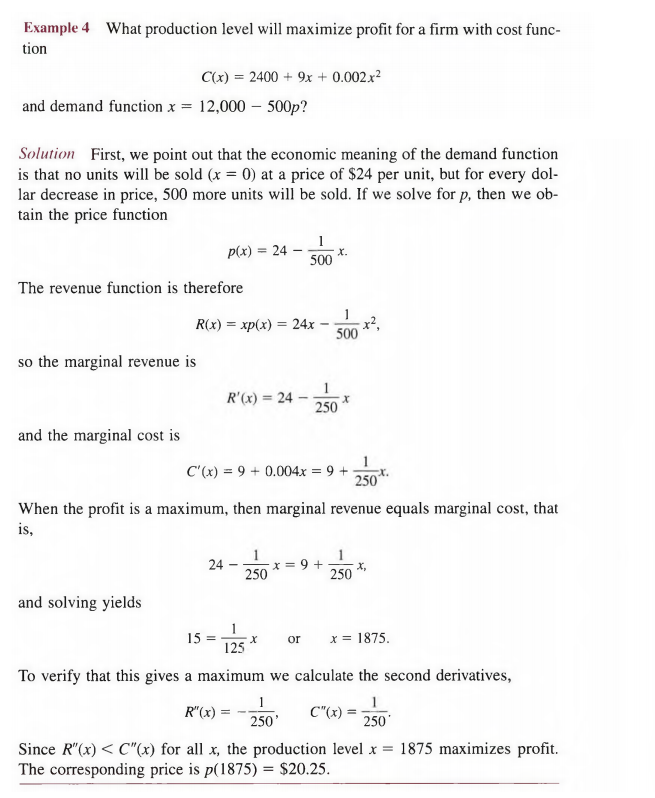 Example 4 What production level will maximize profit for a firm with cost func-
tion
C(x) = 2400 + 9x + 0.002x²
and demand function x = 12,000 − 500p?
Solution First, we point out that the economic meaning of the demand function
is that no units will be sold (x = 0) at a price of $24 per unit, but for every dol-
lar decrease in price, 500 more units will be sold. If we solve for p, then we ob-
tain the price function
p(x) = 24 − 1/500 x.
The revenue function is therefore
R(x) = xp(x) = 24x − 1/500 x²,
so the marginal revenue is
R′(x) = 24 − 1/250 x
and the marginal cost is
C′(x) = 9 + 0.004x = 9 + 1/250 x.
When the profit is a maximum, then marginal revenue equals marginal cost, that
is,
24 − 1/250 x = 9 + 1/250 x,
and solving yields
15 = 1/125 x or x = 1875.
To verify that this gives a maximum we calculate the second derivatives,
R″(x) = −1/250, C″(x) = 1/250.
Since R″(x) < C″(x) for all x, the production level x = 1875 maximizes profit.
The corresponding price is p(1875) = $20.25.